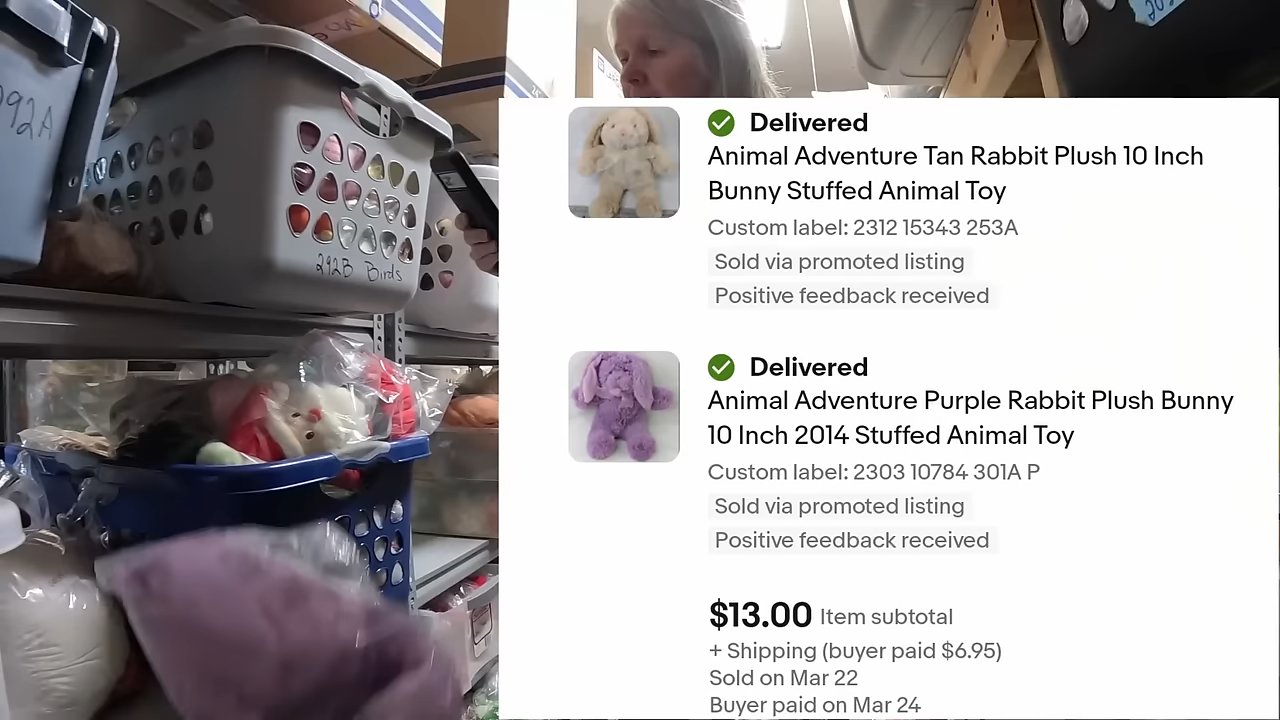 092A
292B Birds
Delivered
Animal Adventure Tan Rabbit Plush 10 Inch
Bunny Stuffed Animal Toy
Custom label: 2312 15343 253A
Sold via promoted listing
Positive feedback received
Delivered
Animal Adventure Purple Rabbit Plush Bunny
10 Inch 2014 Stuffed Animal Toy
Custom label: 2303 10784 301A P
Sold via promoted listing
Positive feedback received
$13.00 Item subtotal
+ Shipping (buyer paid $6.95)
Sold on Mar 22
Buyer paid on Mar 24